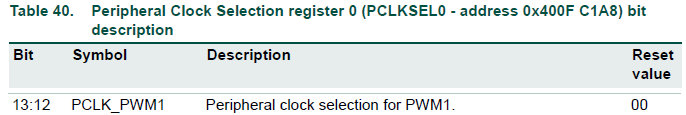 Table 40. Peripheral Clock Selection register 0 (PCLKSEL0 - address 0x400F C1A8) bit
description
Bit Symbol Description Reset
value
13:12 PCLK_PWM1 Peripheral clock selection for PWM1. 00